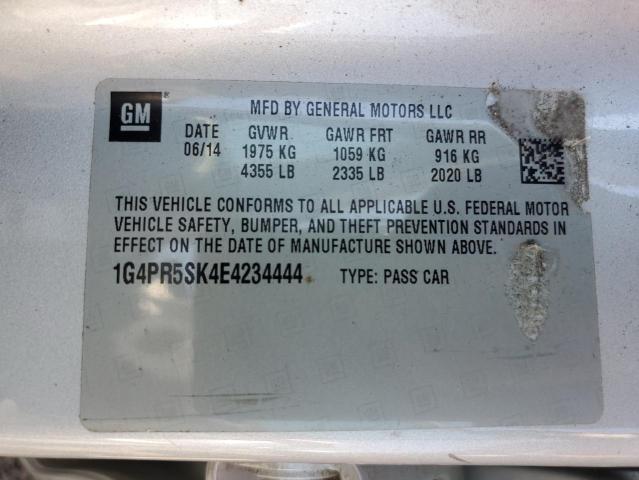 GM
MFD BY GENERAL MOTORS LLC
DATE GVWR GAWR FRT GAWR RR
06/14 1975 KG 1059 KG 916 KG
4355 LB 2335 LB 2020 LB
THIS VEHICLE CONFORMS TO ALL APPLICABLE U.S. FEDERAL MOTOR
VEHICLE SAFETY, BUMPER, AND THEFT PREVENTION STANDARDS IN
EFFECT ON THE DATE OF MANUFACTURE SHOWN ABOVE.
1G4PR5SK4E4234444 TYPE: PASS CAR